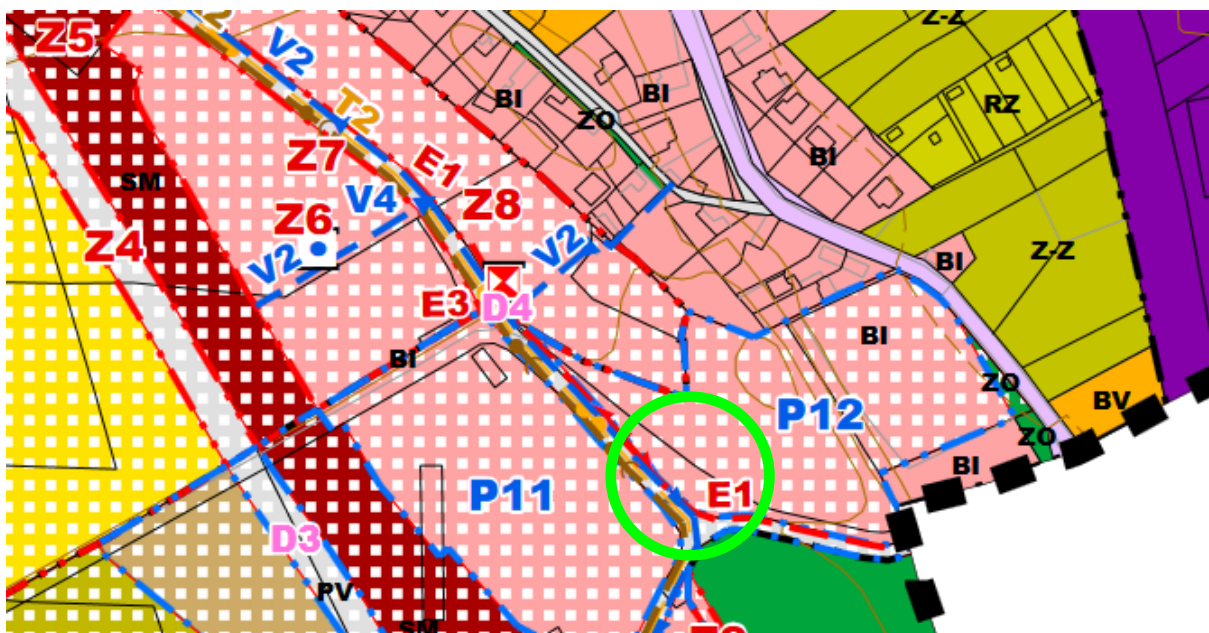 Z5
V2
Z-Z
BI
BI
ZO
RZ
T2
Z7
E1
BI
SM
V4
Z8
Z6
Z4
V2
V2
BI
Z-Z
E3
D4
BI
BI
ZO
BV
P12
ZO
BI
P11
E1
D3
PV
SM